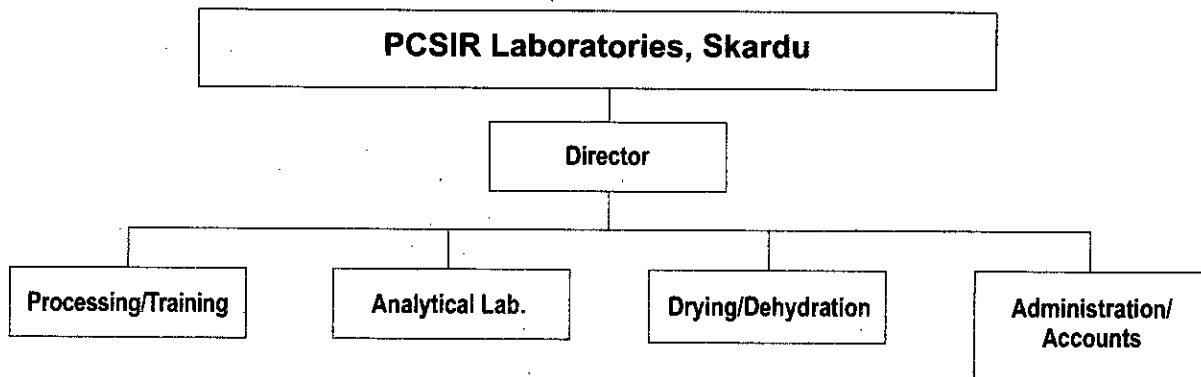 PCSIR Laboratories, Skardu
Director
Processing/Training
Analytical Lab.
Drying/Dehydration
Administration/
Accounts